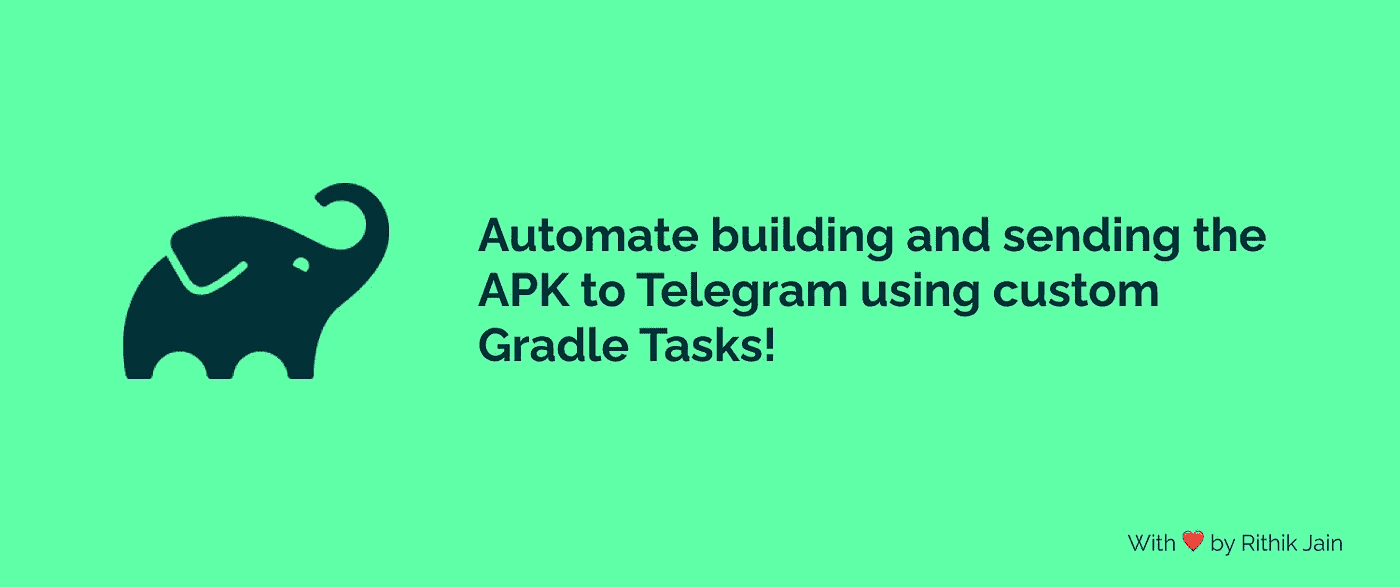 Automate building and sending the
APK to Telegram using custom
Gradle Tasks!
With ❤️ by Rithik Jain